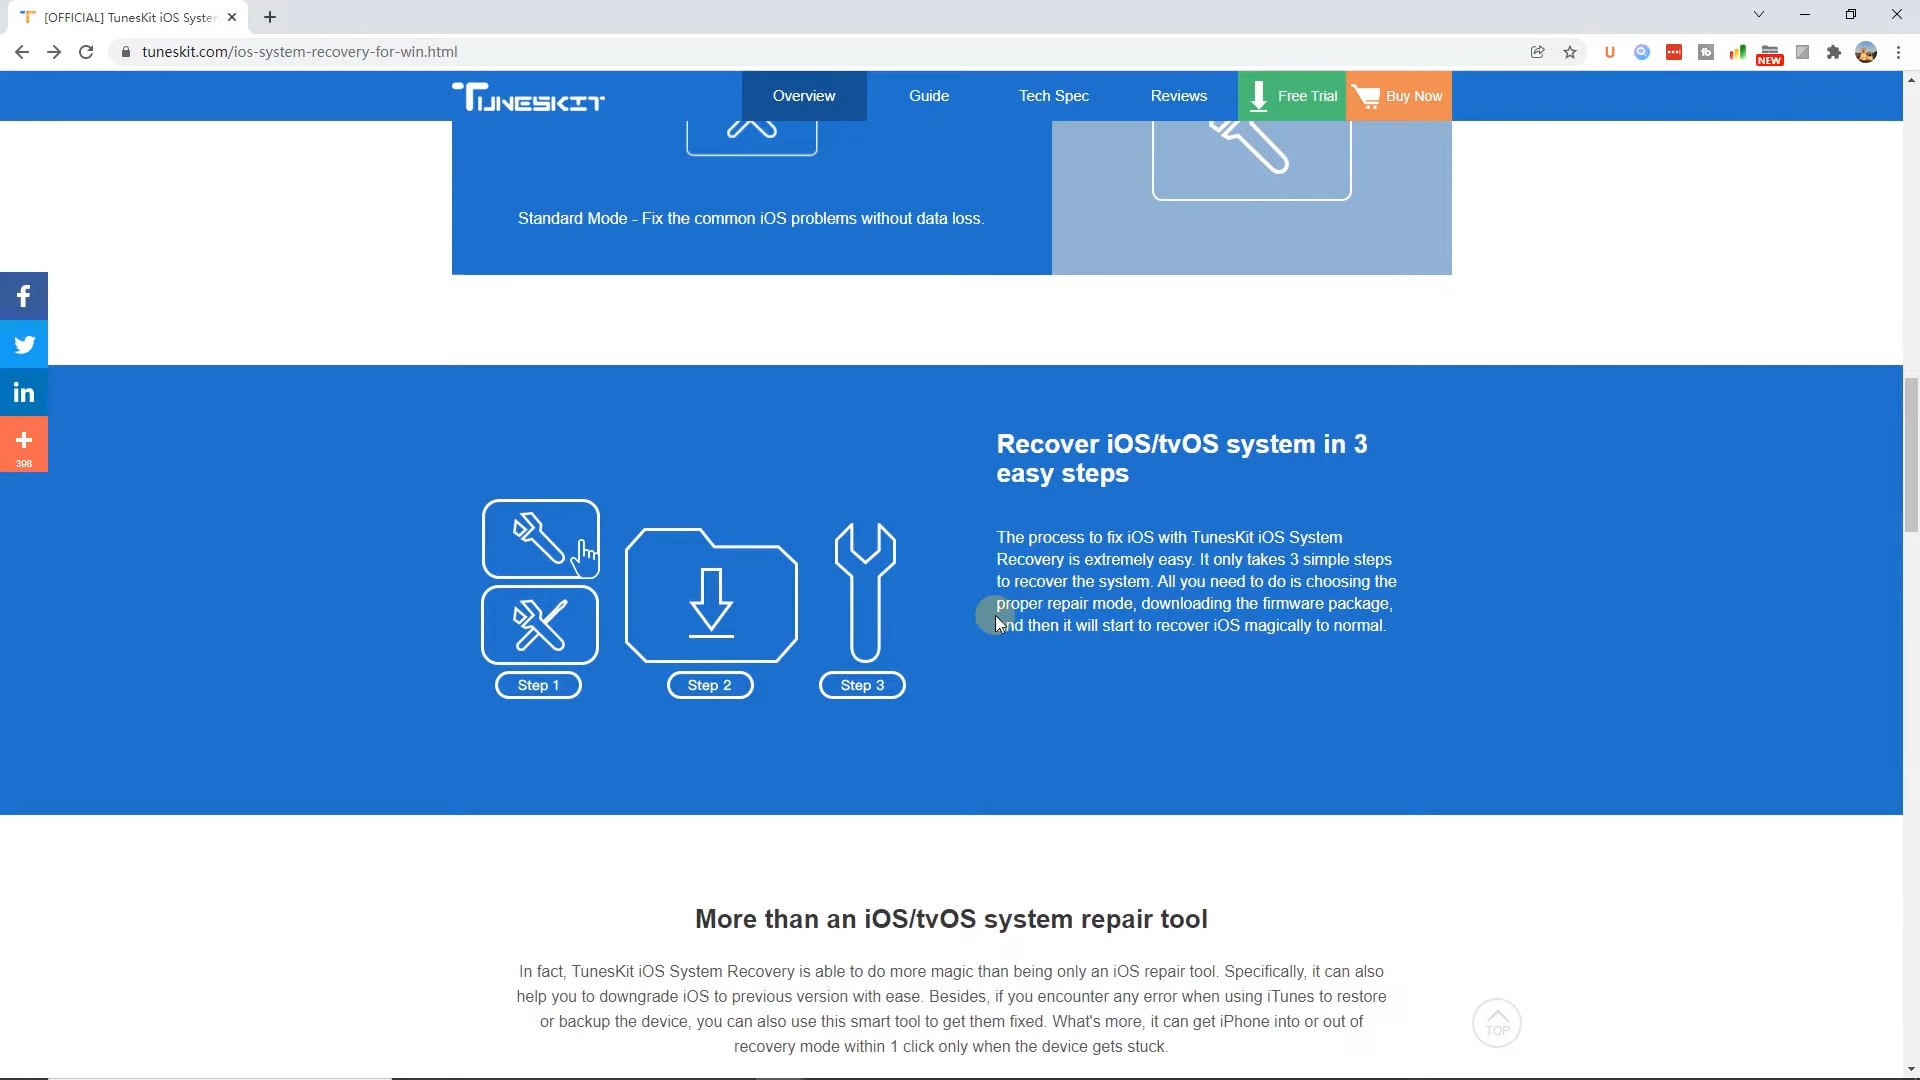 [OFFICIAL] TunesKit iOS System
tuneskit.com/ios-system-recovery-for-win.html
NEW
TUNESKIT
Overview
Guide
Tech Spec
Reviews
Free Trial
Buy Now
Standard Mode - Fix the common iOS problems without data loss.
398
Recover iOS/tvOS system in 3
easy steps
The process to fix iOS with TunesKit iOS System
Recovery is extremely easy. It only takes 3 simple steps
to recover the system. All you need to do is choosing the
proper repair mode, downloading the firmware package,
and then it will start to recover iOS magically to normal.
Step 1
Step 2
Step 3
More than an iOS/tvOS system repair tool
In fact, TunesKit iOS System Recovery is able to do more magic than being only an iOS repair tool. Specifically, it can also
help you to downgrade iOS to previous version with ease. Besides, if you encounter any error when using iTunes to restore
or backup the device, you can also use this smart tool to get them fixed. What's more, it can get iPhone into or out of
recovery mode within 1 click only when the device gets stuck.
TOP